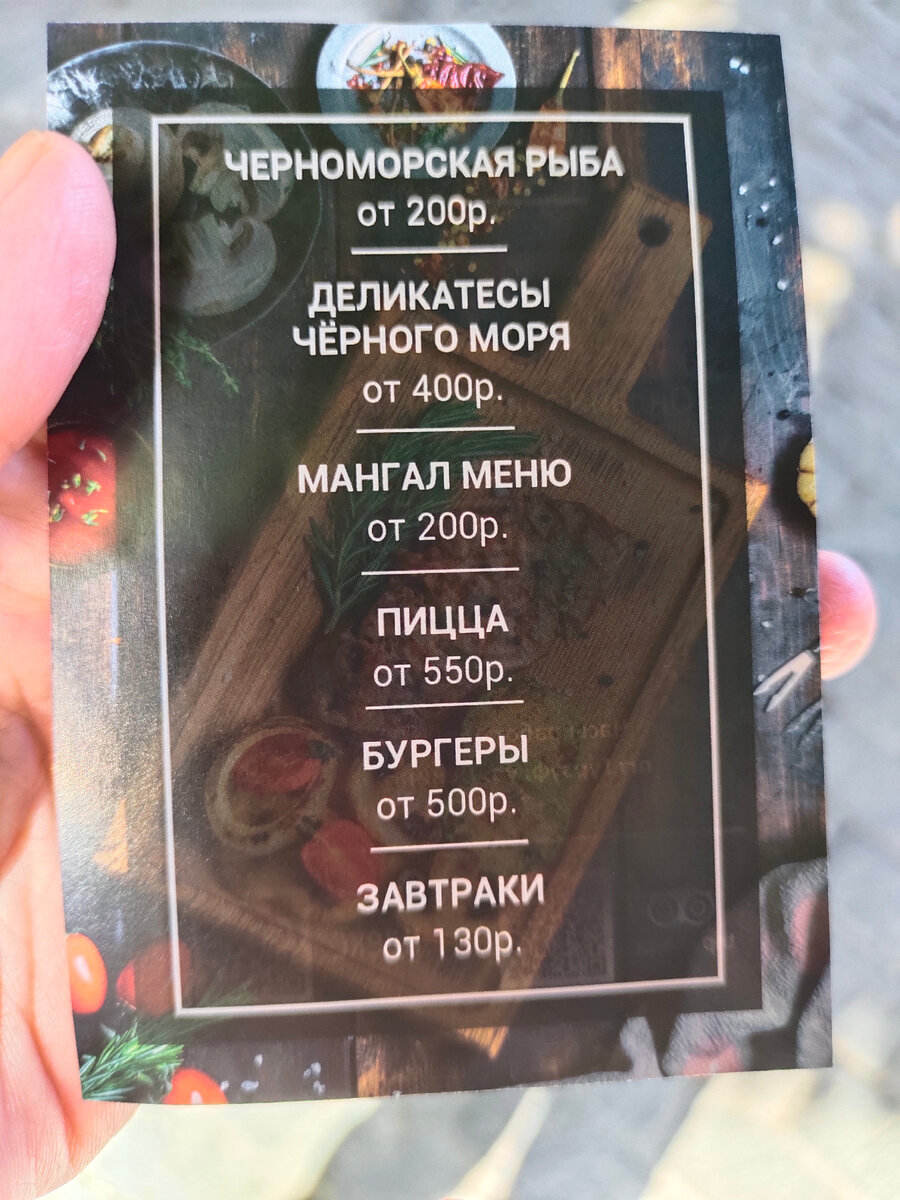 ЧЕРНОМОРСКАЯ РЫБА
от 200р.
ДЕЛИКАТЕСЫ
ЧЁРНОГО МОРЯ
от 400р.
МАНГАЛ МЕНЮ
от 200р.
ПИЦЦА
от 550р.
БУРГЕРЫ
от 500р.
ЗАВТРАКИ
от 130р.